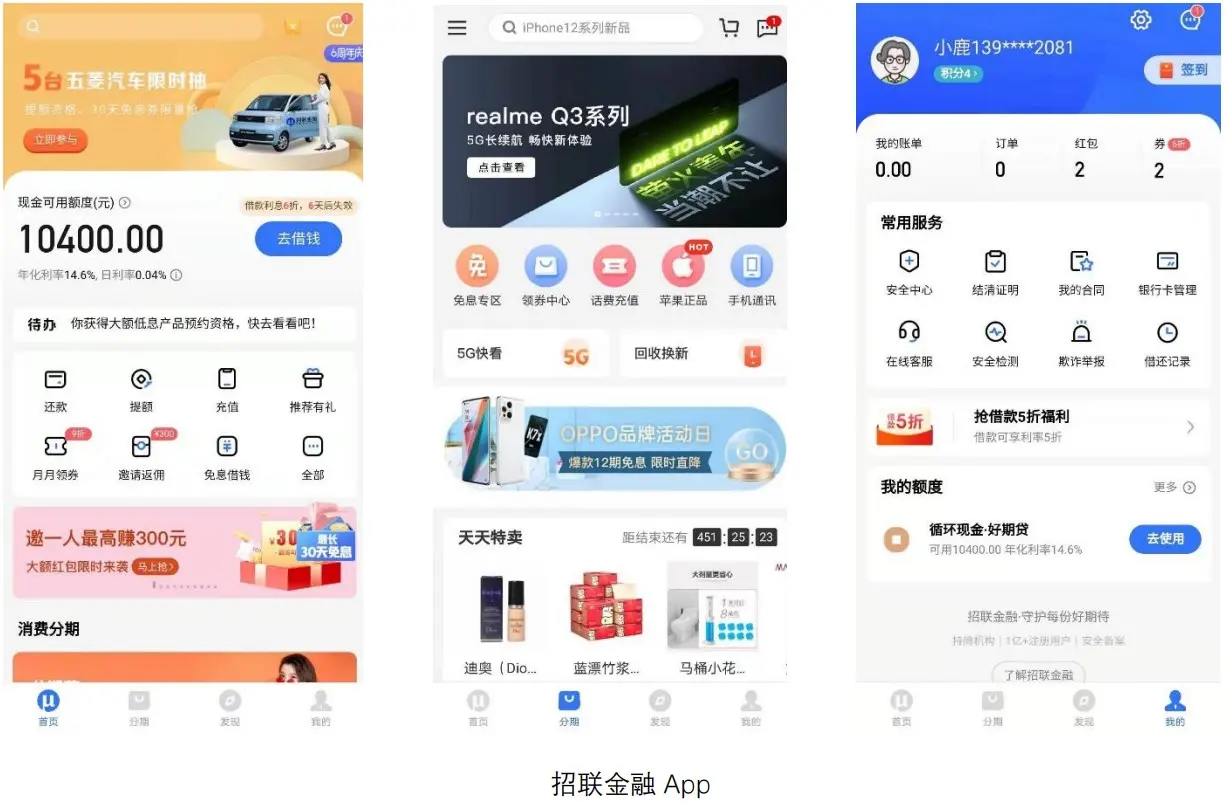 6周年庆
5台五菱汽车限时抽
提额资格、30天免息券限量抢
立即参与
现金可用额度(元)
借款利息6折，6天后失效
10400.00
去借钱
年化利率14.6%, 日利率0.04%
待办 你获得大额低息产品预约资格，快去看看吧！
还款 提额 充值 推荐有礼
9折 ¥300
月月领券 邀请返佣 免息借钱 全部
邀一人最高赚300元
大额红包限时来袭 马上抢>
最长
30天免息
消费分期
首页 分期 发现 我的
iPhone12系列新品
1
realme Q3系列
5G长续航 畅快新体验
点击查看
DARE TO LEAP
萤火青年
当潮不让
HOT
免
免息专区 领券中心 话费充值 苹果正品 手机通讯
5G快看 5G 回收换新
K7x
OPPO品牌活动日
爆款12期免息 限时直降
GO
天天特卖 距结束还有 451:25:23
大剂量更省心
迪奥（Dio... 蓝漂竹浆... 马桶小花...
首页 分期 发现 我的
1
小鹿139****2081
积分4
签到
我的账单 订单 红包 券 5折
0.00 0 2 2
常用服务
安全中心 结清证明 我的合同 银行卡管理
在线客服 安全检测 欺诈举报 借还记录
借款 5折
抢借款5折福利
借款可享利率5折
我的额度 更多
循环现金·好期贷
可用10400.00 年化利率14.6%
去使用
招联金融·守护每份好期待
持牌机构 | 1亿+注册用户 | 安全备案
了解招联金融
首页 分期 发现 我的
招联金融 App